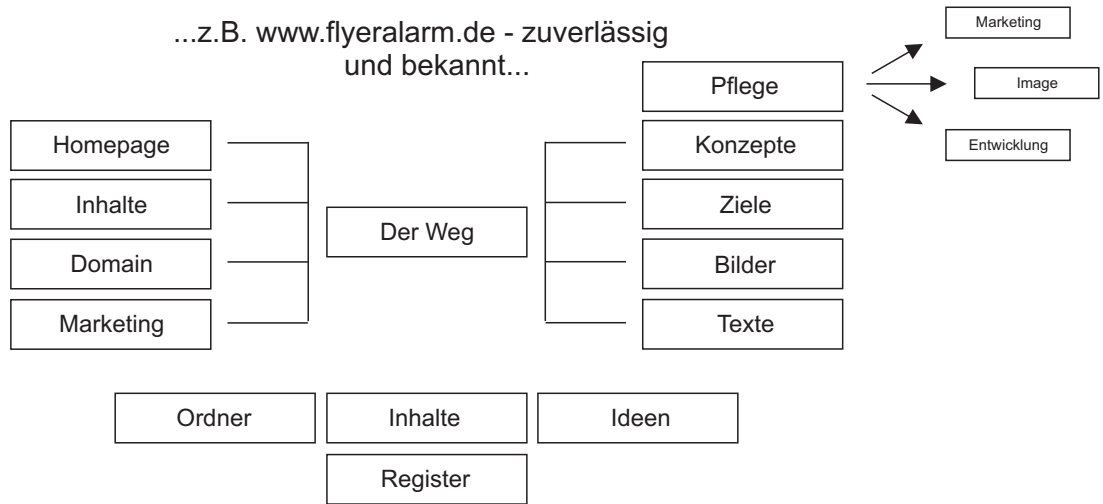 ...z.B. www.flyeralarm.de - zuverlässig
und bekannt...
Marketing
Pflege
Image
Entwicklung
Homepage
Inhalte
Domain
Marketing
Der Weg
Konzepte
Ziele
Bilder
Texte
Ordner
Inhalte
Ideen
Register